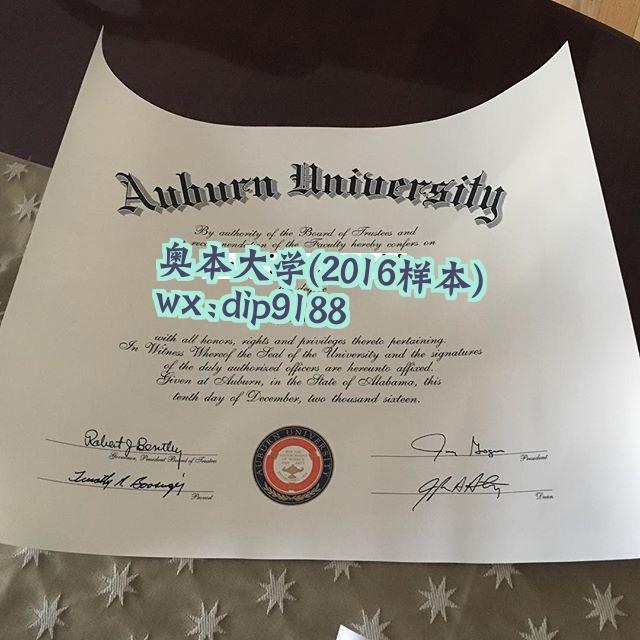 Auburn University
By authority of the Board of Trustees and
recommendation of the Faculty hereby confers on
奥本大学(2016样本)
wx:dip9188
with all honors, rights and privileges thereto pertaining.
In Witness Whereof the Seal of the University and the signatures
of the duly authorized officers are hereunto affixed.
Given at Auburn, in the State of Alabama, this
tenth day of December, two thousand sixteen.
Robert J Bentley
Governor, President Board of Trustees
President
Timothy R Boosinger
Provost
Dean
AUBURN UNIVERSITY